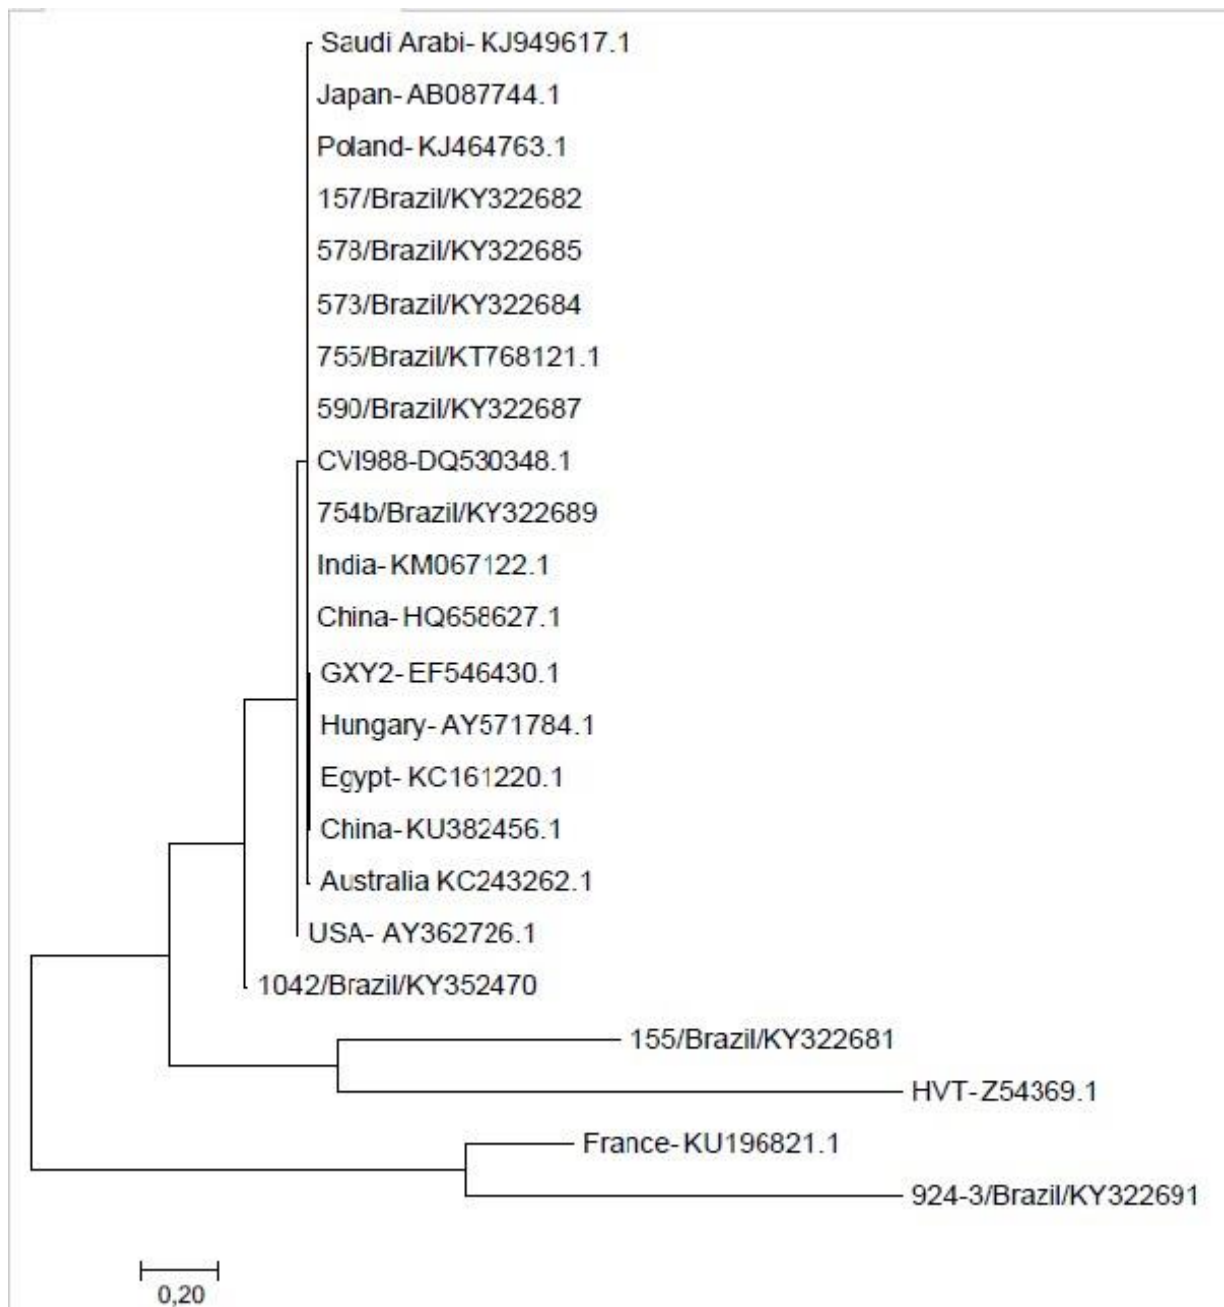 Saudi Arabi- KJ949617.1
Japan- AB087744.1
Poland- KJ464763.1
157/Brazil/KY322682
578/Brazil/KY322685
573/Brazil/KY322684
755/Brazil/KT768121.1
590/Brazil/KY322687
CVI988-DQ530348.1
754b/Brazil/KY322689
India- KM067122.1
China- HQ658627.1
GXY2- EF546430.1
Hungary- AY571784.1
Egypt- KC161220.1
China-KU382456.1
Australia KC243262.1
USA- AY362726.1
1042/Brazil/KY352470
155/Brazil/KY322681
HVT- Z54369.1
France- KU196821.1
924-3/Brazil/KY322691
0,20